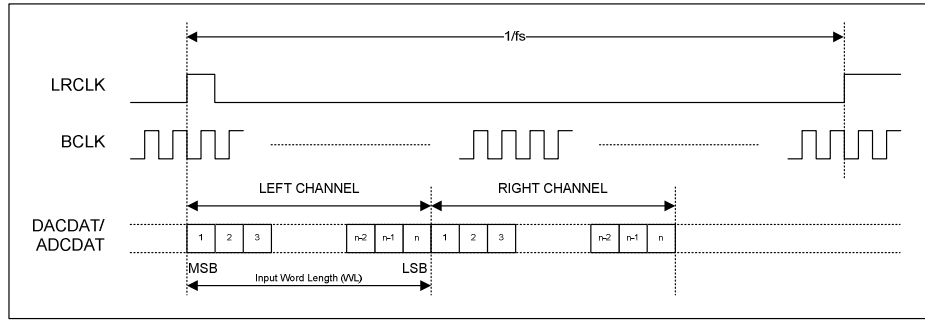 1/fs
LRCLK
BCLK
LEFT CHANNEL RIGHT CHANNEL
DACDAT/
ADCDAT
1 2 3 n-2 n-1 n 1 2 3 n-2 n-1 n
MSB LSB
Input Word Length (WL)